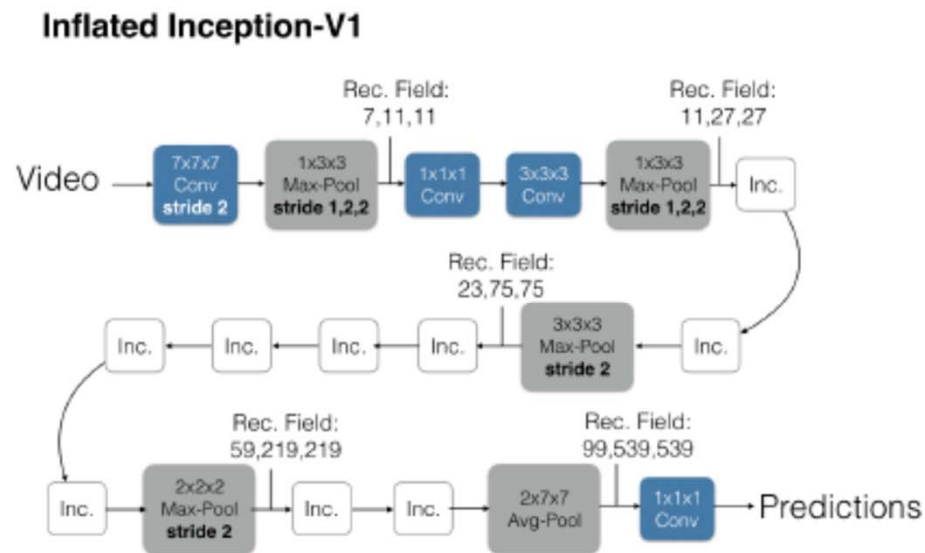 Inflated Inception-V1
Rec. Field:
7,11,11
Rec. Field:
11,27,27
Video
7x7x7
Conv
stride 2
1x3x3
Max-Pool
stride 1,2,2
1x1x1
Conv
3x3x3
Conv
1x3x3
Max-Pool
stride 1,2,2
Inc.
Rec. Field:
23,75,75
Inc.
Inc.
Inc.
Inc.
3x3x3
Max-Pool
stride 2
Inc.
Rec. Field:
59,219,219
Rec. Field:
99,539,539
Inc.
2x2x2
Max-Pool
stride 2
Inc.
Inc.
2x7x7
Avg-Pool
1x1x1
Conv
Predictions